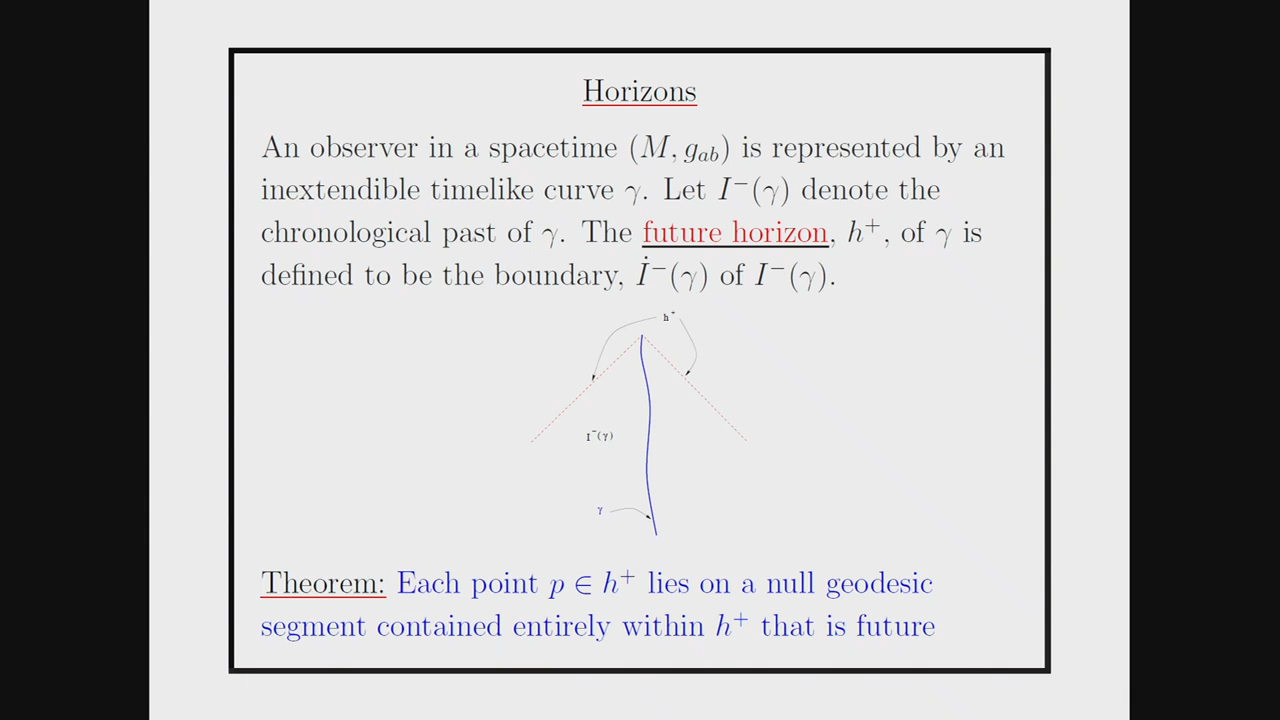 Horizons
An observer in a spacetime (M, g_{ab}) is represented by an
inextendible timelike curve γ. Let I⁻(γ) denote the
chronological past of γ. The future horizon, h⁺, of γ is
defined to be the boundary, İ⁻(γ) of I⁻(γ).
h⁺
I⁻(γ)
γ
Theorem: Each point p ∈ h⁺ lies on a null geodesic
segment contained entirely within h⁺ that is future